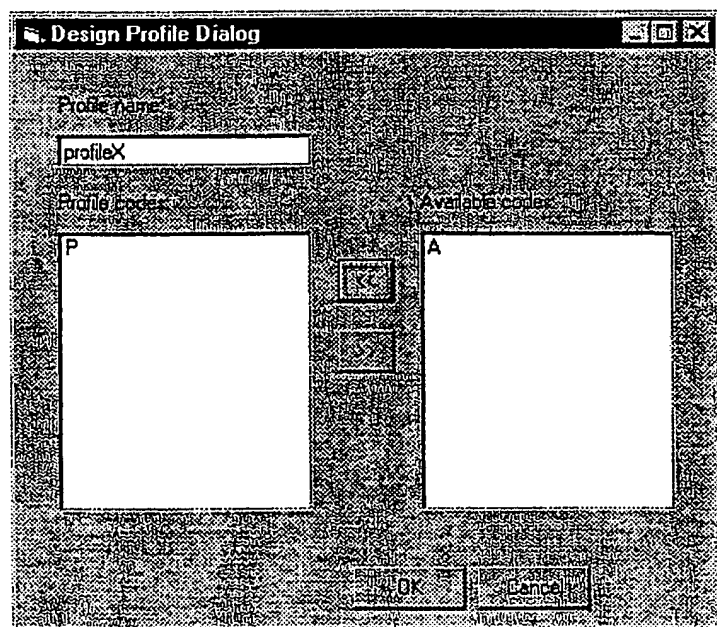 Design Profile Dialog
Profile name:
profileX
Profile codes:
Available codes:
P
A
<<
>>
OK
Cancel